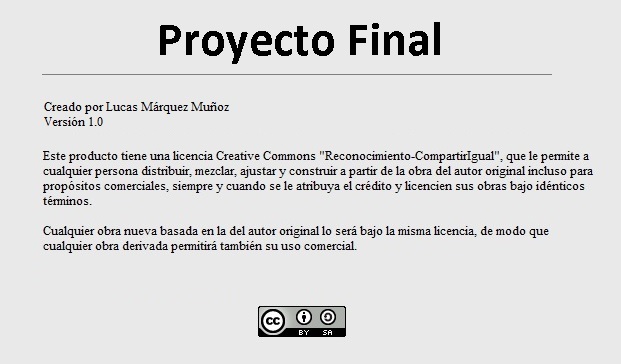 Proyecto Final
Creado por Lucas Márquez Muñoz
Versión 1.0
Este producto tiene una licencia Creative Commons "Reconocimiento-CompartirIgual", que le permite a
cualquier persona distribuir, mezclar, ajustar y construir a partir de la obra del autor original incluso para
propósitos comerciales, siempre y cuando se le atribuya el crédito y licencien sus obras bajo idénticos
términos.
Cualquier obra nueva basada en la del autor original lo será bajo la misma licencia, de modo que
cualquier obra derivada permitirá también su uso comercial.
cc
BY SA